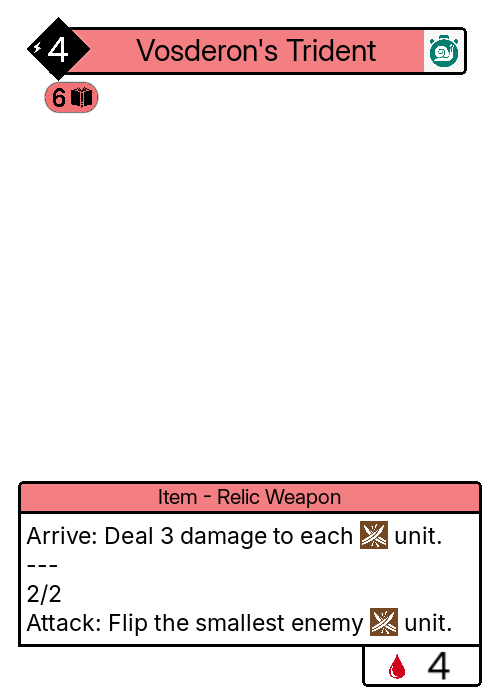 4 Vosderon's Trident
6
Item - Relic Weapon
Arrive: Deal 3 damage to each unit.
---
2/2
Attack: Flip the smallest enemy unit.
4